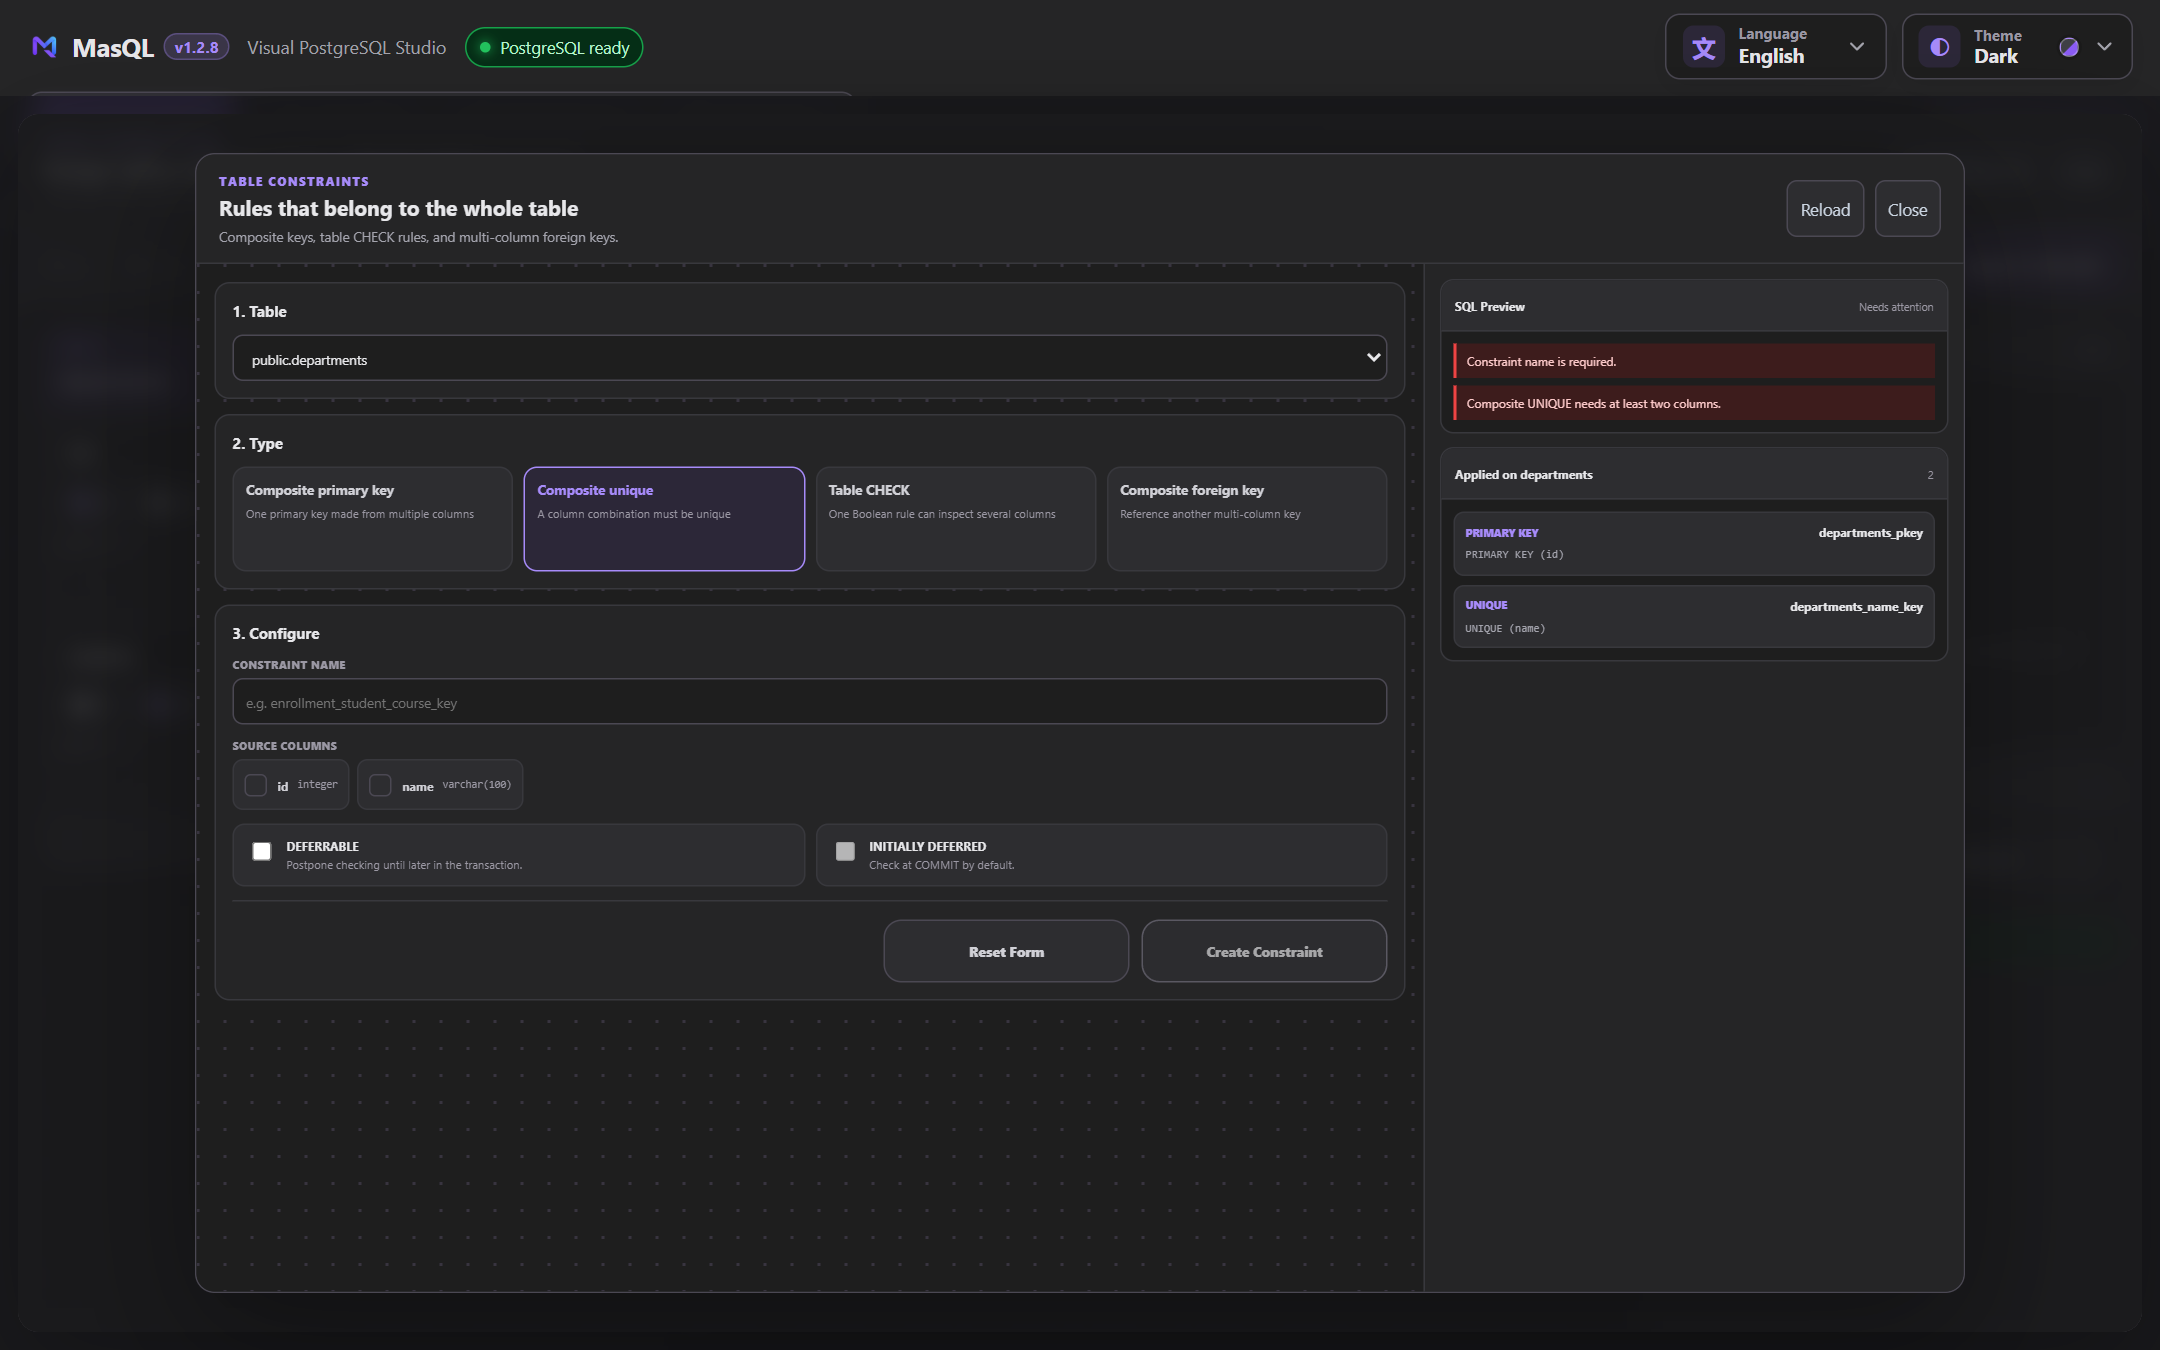 MasQL v1.2.8 Visual PostgreSQL Studio PostgreSQL ready
Language
English
Theme
Dark
TABLE CONSTRAINTS
Rules that belong to the whole table
Composite keys, table CHECK rules, and multi-column foreign keys.
Reload
Close
1. Table
public.departments
2. Type
Composite primary key
One primary key made from multiple columns
Composite unique
A column combination must be unique
Table CHECK
One Boolean rule can inspect several columns
Composite foreign key
Reference another multi-column key
3. Configure
CONSTRAINT NAME
e.g. enrollment_student_course_key
SOURCE COLUMNS
id integer
name varchar(100)
DEFERRABLE
Postpone checking until later in the transaction.
INITIALLY DEFERRED
Check at COMMIT by default.
Reset Form
Create Constraint
SQL Preview
Needs attention
Constraint name is required.
Composite UNIQUE needs at least two columns.
Applied on departments
2
PRIMARY KEY
departments_pkey
PRIMARY KEY (id)
UNIQUE
departments_name_key
UNIQUE (name)